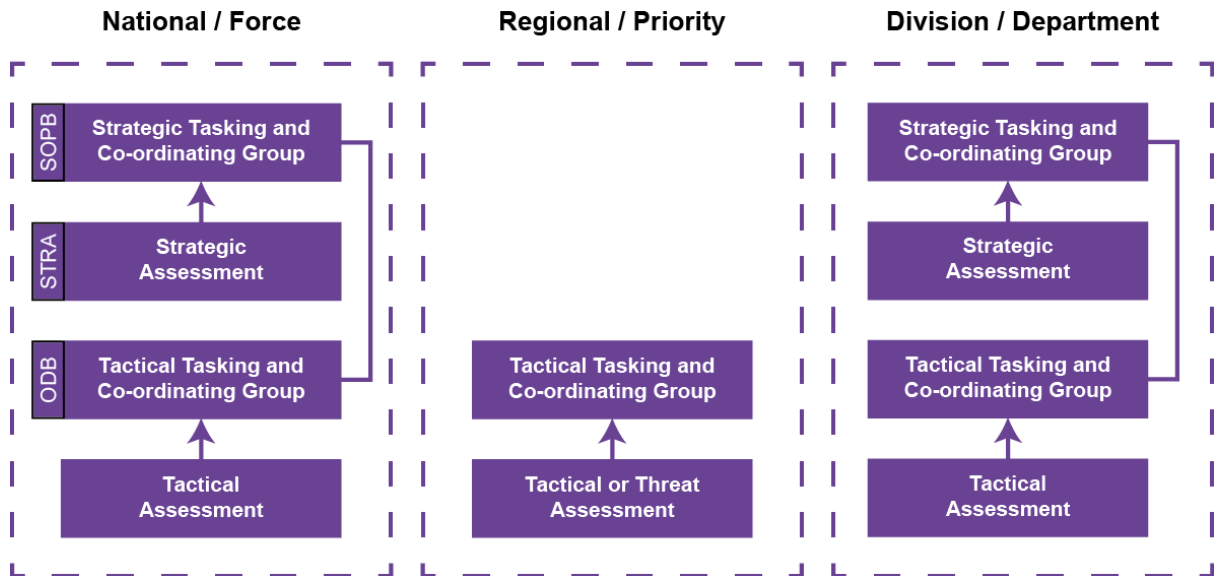 National / Force
SOPB
Strategic Tasking and
Co-ordinating Group
STRA
Strategic
Assessment
ODB
Tactical Tasking and
Co-ordinating Group
Tactical
Assessment
Regional / Priority
Tactical Tasking and
Co-ordinating Group
Tactical or Threat
Assessment
Division / Department
Strategic Tasking and
Co-ordinating Group
Strategic
Assessment
Tactical Tasking and
Co-ordinating Group
Tactical
Assessment